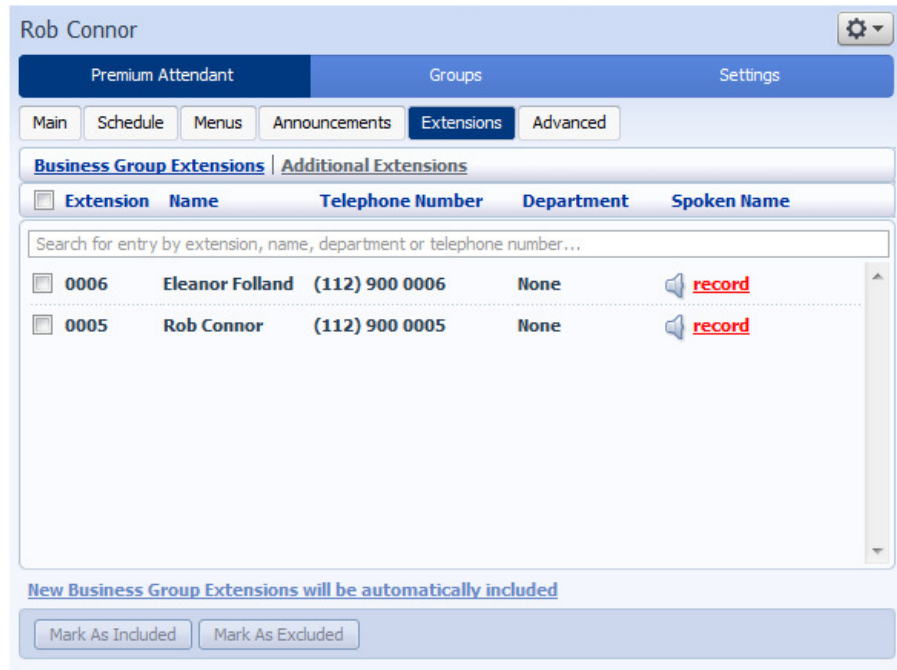 Rob Connor
Premium Attendant Groups Settings
Main Schedule Menus Announcements Extensions Advanced
Business Group Extensions | Additional Extensions
Extension Name Telephone Number Department Spoken Name
Search for entry by extension, name, department or telephone number...
0006 Eleanor Folland (112) 900 0006 None record
0005 Rob Connor (112) 900 0005 None record
New Business Group Extensions will be automatically included
Mark As Included Mark As Excluded